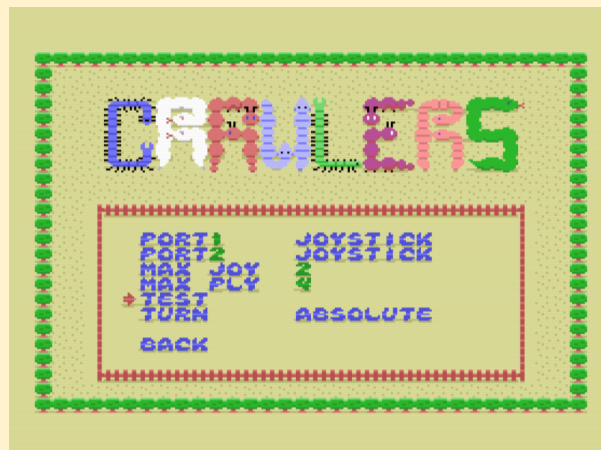 CRAWLERS
PORT1 JOYSTICK
PORT2 JOYSTICK
MAX JOY 2
MAX PLY 4
TEST
TURN ABSOLUTE
BACK